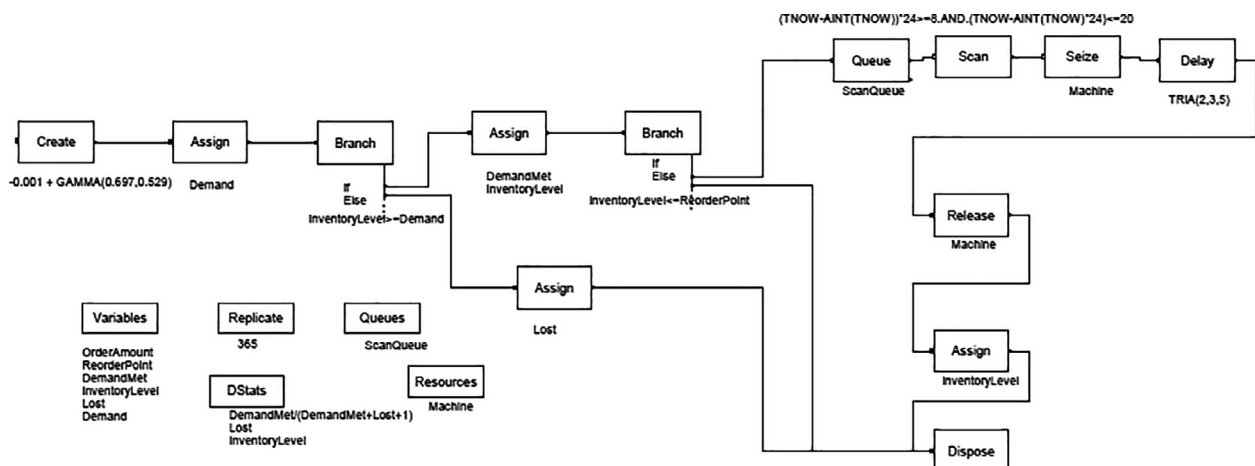 (TNOW-AINT(TNOW))*24>=8.AND.(TNOW-AINT(TNOW)*24)<=20
Queue
Scan
Seize
Delay
ScanQueue
Machine
TRIA(2,3,5)
Create
Assign
Branch
Assign
Branch
-0.001 + GAMMA(0.697,0.529)
Demand
If
Else
InventoryLevel>=Demand
DemandMet
InventoryLevel
If
Else
InventoryLevel<=ReorderPoint
Release
Machine
Assign
Lost
Variables
Replicate
Queues
365
ScanQueue
OrderAmount
ReorderPoint
DemandMet
InventoryLevel
Lost
Demand
DStats
DemandMet/(DemandMet+Lost+1)
Lost
InventoryLevel
Resources
Machine
Assign
InventoryLevel
Dispose